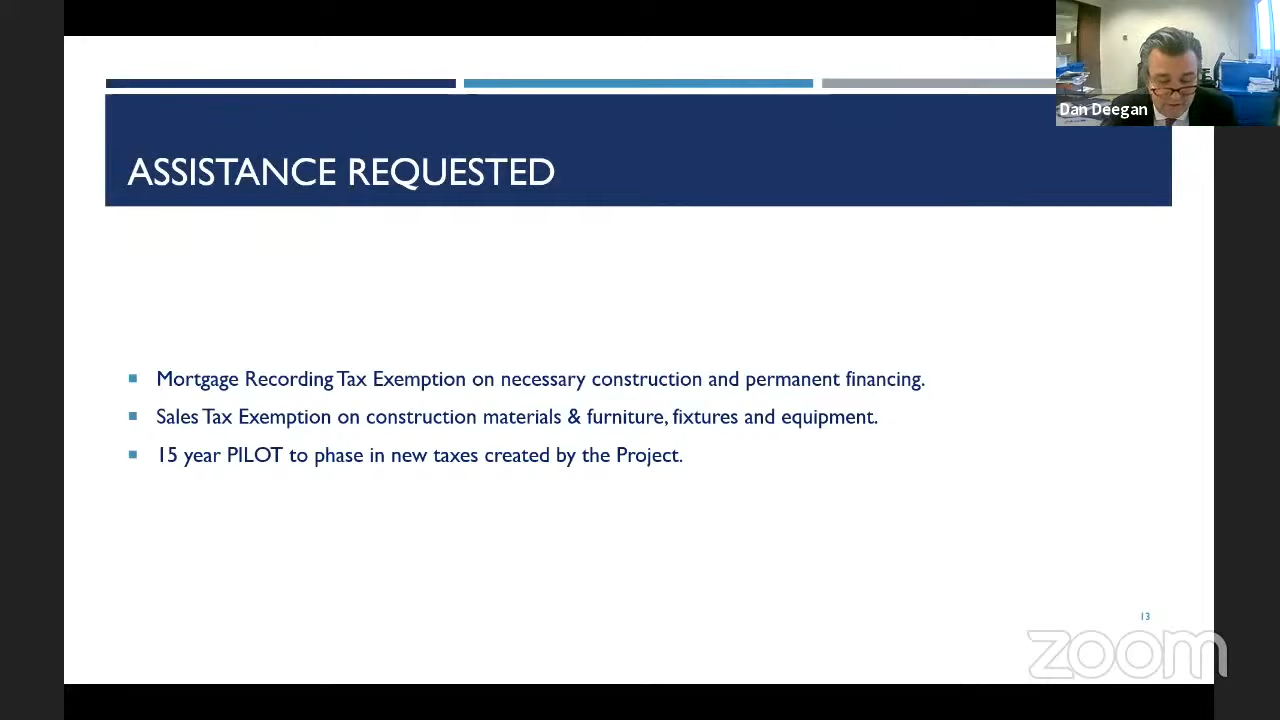 Dan Deegan
ASSISTANCE REQUESTED
Mortgage Recording Tax Exemption on necessary construction and permanent financing.
Sales Tax Exemption on construction materials & furniture, fixtures and equipment.
15 year PILOT to phase in new taxes created by the Project.
13
zoom